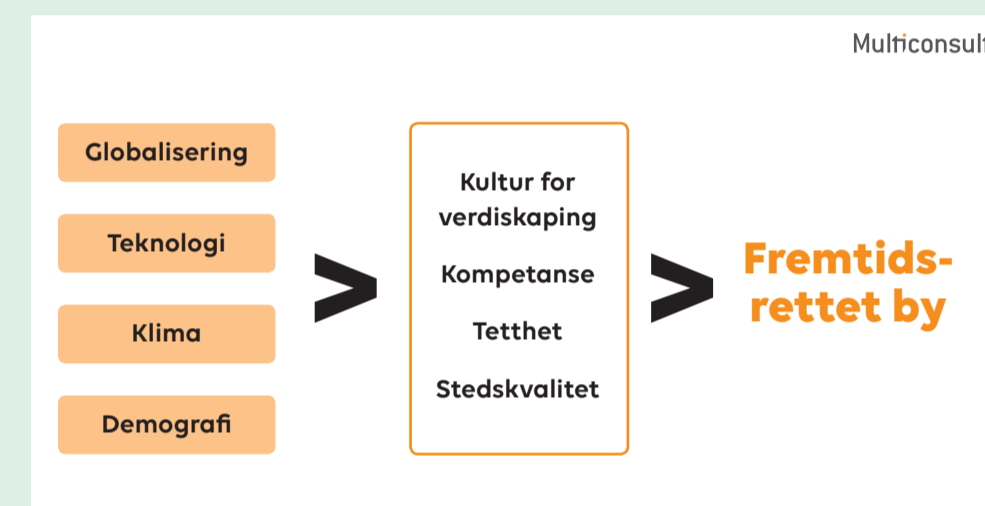 Multiconsult
Globalisering
Teknologi
Klima
Demografi
>
Kultur for
verdiskaping
Kompetanse
Tetthet
Stedskvalitet
>
Fremtids-
rettet by